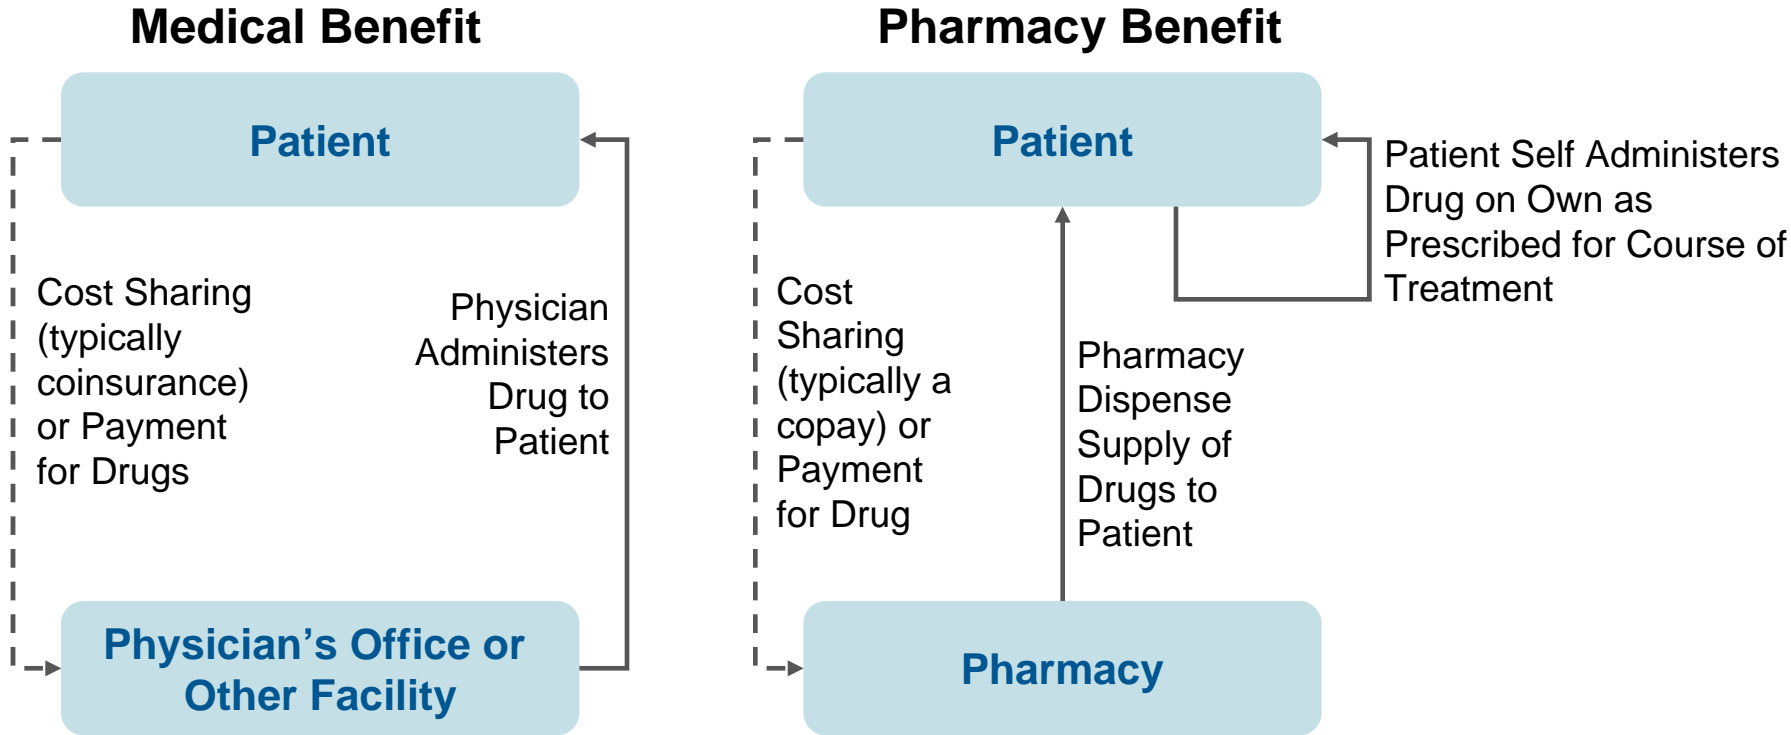 Medical Benefit
Patient
Cost Sharing
(typically
coinsurance)
or Payment
for Drugs
Physician
Administers
Drug to
Patient
Physician’s Office or
Other Facility
Pharmacy Benefit
Patient
Patient Self Administers
Drug on Own as
Prescribed for Course of
Treatment
Cost
Sharing
(typically a
copay) or
Payment
for Drug
Pharmacy
Dispense
Supply of
Drugs to
Patient
Pharmacy